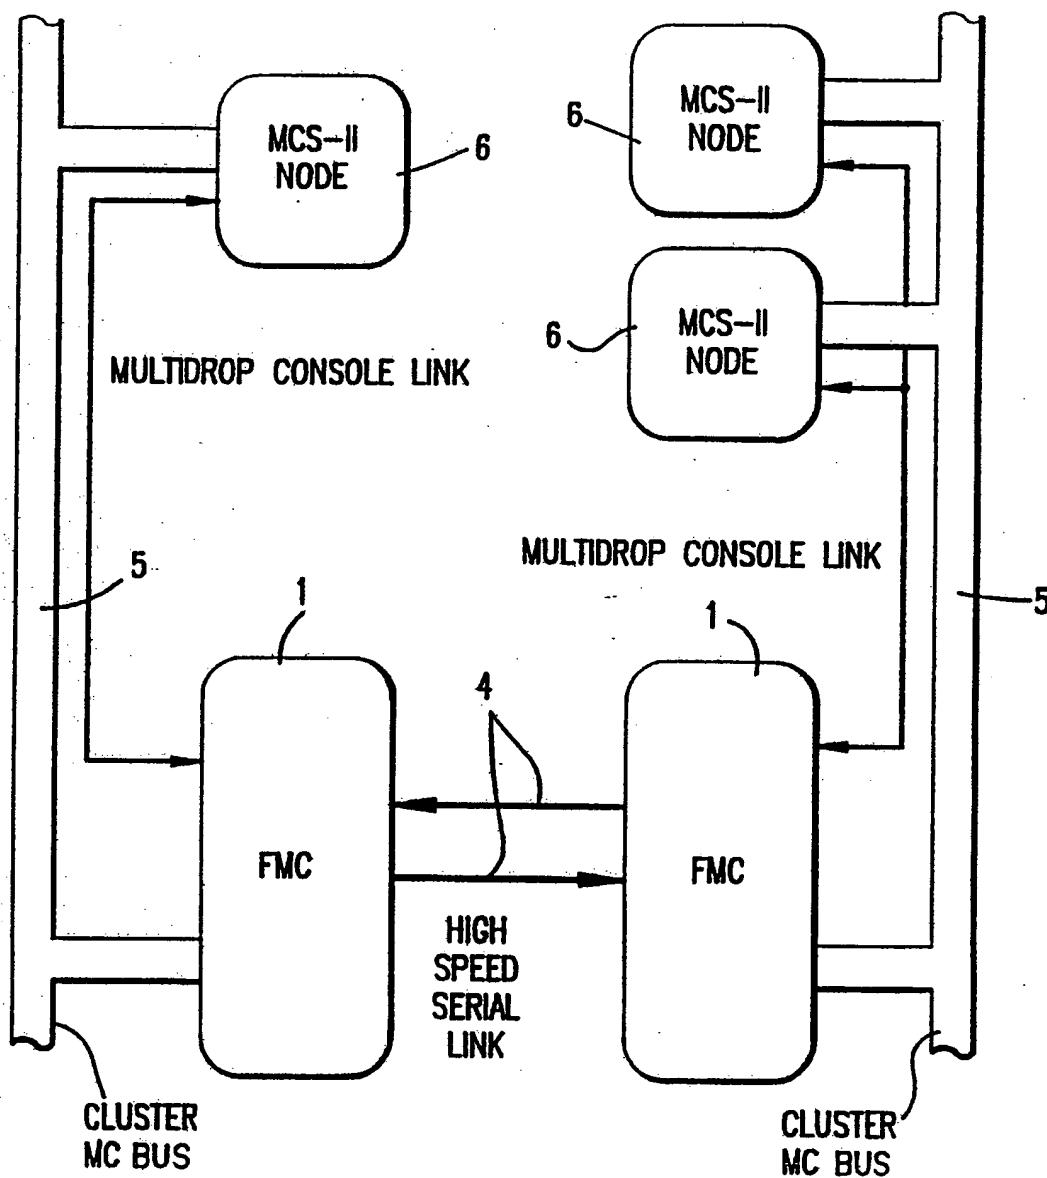 MCS-II
NODE
6
MCS-II
NODE
6
MCS-II
NODE
6
MULTIDROP CONSOLE LINK
MULTIDROP CONSOLE LINK
5
5
1
1
4
FMC
FMC
HIGH
SPEED
SERIAL
LINK
CLUSTER
MC BUS
CLUSTER
MC BUS